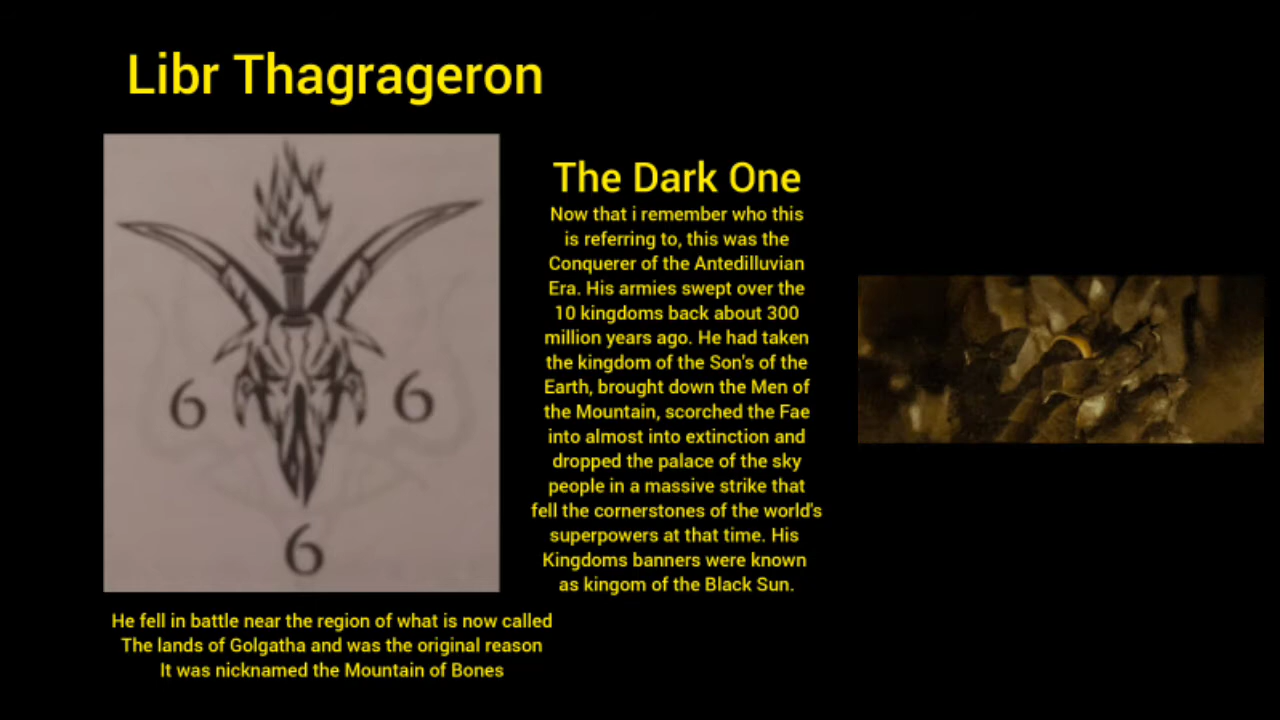 Libr Thagrageron
The Dark One
Now that i remember who this
is referring to, this was the
Conquerer of the Antedilluvian
Era. His armies swept over the
10 kingdoms back about 300
million years ago. He had taken
the kingdom of the Son's of the
Earth, brought down the Men of
the Mountain, scorched the Fae
into almost into extinction and
dropped the palace of the sky
people in a massive strike that
fell the cornerstones of the world's
superpowers at that time. His
Kingdoms banners were known
as kingom of the Black Sun.
6
6
6
He fell in battle near the region of what is now called
The lands of Golgatha and was the original reason
It was nicknamed the Mountain of Bones